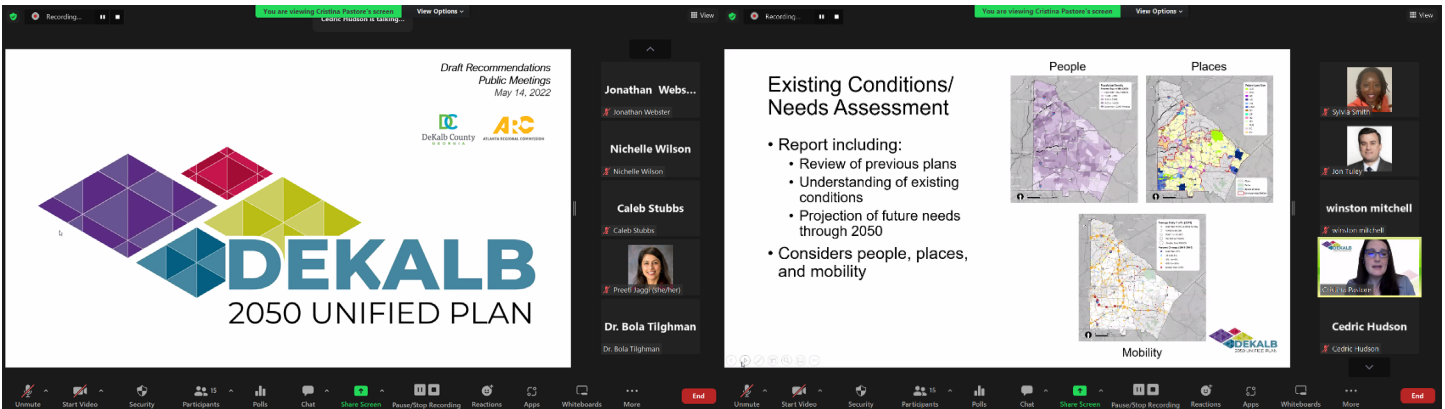 Recording...
You are viewing Cristina Pastore's screen
View Options
Cedric Hudson is talking...
View
Draft Recommendations
Public Meetings
May 14, 2022
DC
DeKalb County
GEORGIA
ARC
ATLANTA REGIONAL COMMISSION
DEKALB
2050 UNIFIED PLAN
Jonathan Webs...
Jonathan Webster
Nichelle Wilson
Nichelle Wilson
Caleb Stubbs
Caleb Stubbs
Preeti Jaggi (she/her)
Dr. Bola Tilghman
Dr. Bola Tilghman
Unmute
Start Video
Security
Participants
15
Polls
Chat
Share Screen
Pause/Stop Recording
Reactions
Apps
Whiteboards
More
End
Recording...
You are viewing Cristina Pastore's screen
View Options
View
Existing Conditions/
Needs Assessment
• Report including:
• Review of previous plans
• Understanding of existing
conditions
• Projection of future needs
through 2050
• Considers people, places,
and mobility
People
Places
Mobility
DEKALB
2050 UNIFIED PLAN
Sylvia Smith
Jon Tuley
winston mitchell
winston mitchell
Cristina Pastore
Cedric Hudson
Cedric Hudson
Unmute
Start Video
Security
Participants
15
Polls
Chat
Share Screen
Pause/Stop Recording
Reactions
Apps
Whiteboards
More
End